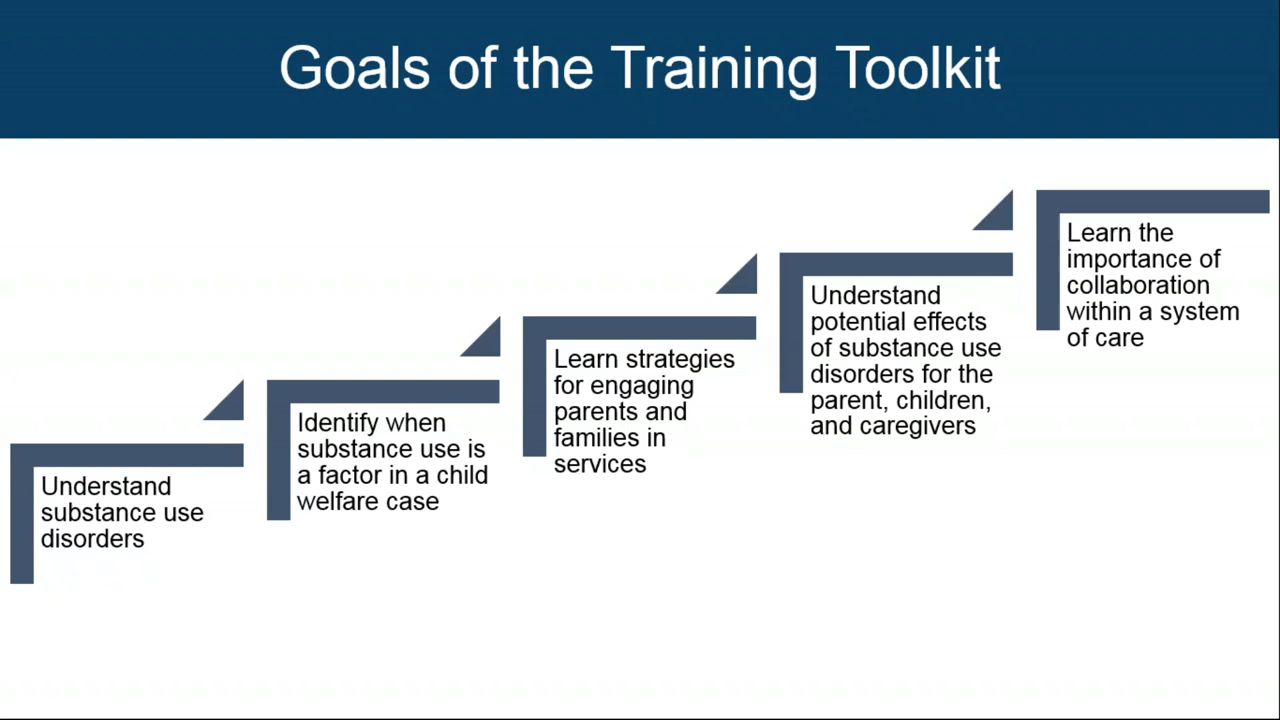 Goals of the Training Toolkit
Understand
substance use
disorders
Identify when
substance use is
a factor in a child
welfare case
Learn strategies
for engaging
parents and
families in
services
Understand
potential effects
of substance use
disorders for the
parent, children,
and caregivers
Learn the
importance of
collaboration
within a system
of care